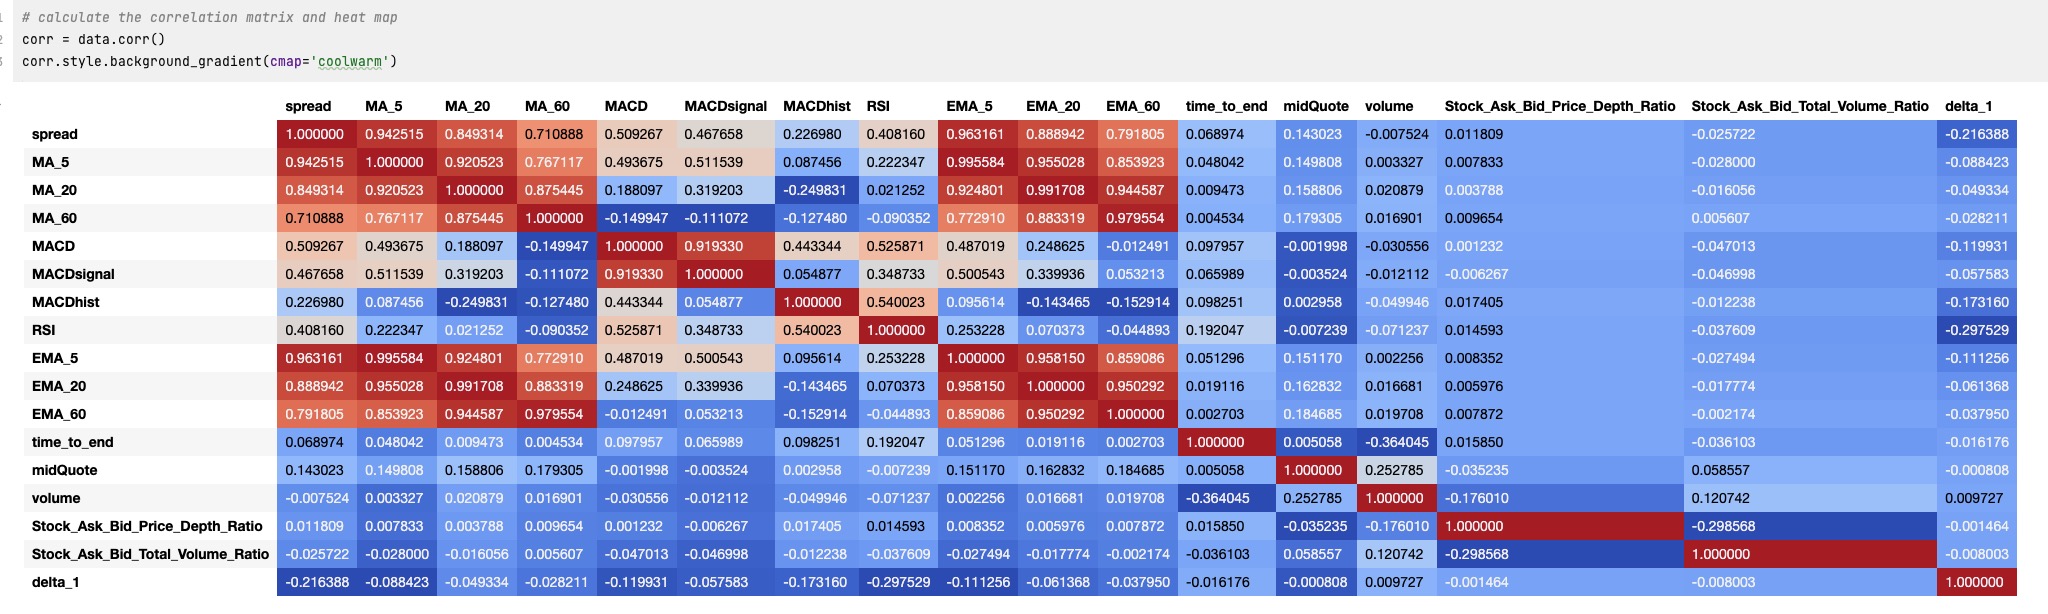 1 # calculate the correlation matrix and heat map
2 corr = data.corr()
3 corr.style.background_gradient(cmap='coolwarm')
spread MA_5 MA_20 MA_60 MACD MACDsignal MACDhist RSI EMA_5 EMA_20 EMA_60 time_to_end midQuote volume Stock_Ask_Bid_Price_Depth_Ratio Stock_Ask_Bid_Total_Volume_Ratio delta_1
spread 1.000000 0.942515 0.849314 0.710888 0.509267 0.467658 0.226980 0.408160 0.963161 0.888942 0.791805 0.068974 0.143023 -0.007524 0.011809 -0.025722 -0.216388
MA_5 0.942515 1.000000 0.920523 0.767117 0.493675 0.511539 0.087456 0.222347 0.995584 0.955028 0.853923 0.048042 0.149808 0.003327 0.007833 -0.028000 -0.088423
MA_20 0.849314 0.920523 1.000000 0.875445 0.188097 0.319203 -0.249831 0.021252 0.924801 0.991708 0.944587 0.009473 0.158806 0.020879 0.003788 -0.016056 -0.049334
MA_60 0.710888 0.767117 0.875445 1.000000 -0.149947 -0.111072 -0.127480 -0.090352 0.772910 0.883319 0.979554 0.004534 0.179305 0.016901 0.009654 0.005607 -0.028211
MACD 0.509267 0.493675 0.188097 -0.149947 1.000000 0.919330 0.443344 0.525871 0.487019 0.248625 -0.012491 0.097957 -0.001998 -0.030556 0.001232 -0.047013 -0.119931
MACDsignal 0.467658 0.511539 0.319203 -0.111072 0.919330 1.000000 0.054877 0.348733 0.500543 0.339936 0.053213 0.065989 -0.003524 -0.012112 -0.006267 -0.046998 -0.057583
MACDhist 0.226980 0.087456 -0.249831 -0.127480 0.443344 0.054877 1.000000 0.540023 0.095614 -0.143465 -0.152914 0.098251 0.002958 -0.049946 0.017405 -0.012238 -0.173160
RSI 0.408160 0.222347 0.021252 -0.090352 0.525871 0.348733 0.540023 1.000000 0.253228 0.070373 -0.044893 0.192047 -0.007239 -0.071237 0.014593 -0.037609 -0.297529
EMA_5 0.963161 0.995584 0.924801 0.772910 0.487019 0.500543 0.095614 0.253228 1.000000 0.958150 0.859086 0.051296 0.151170 0.002256 0.008352 -0.027494 -0.111256
EMA_20 0.888942 0.955028 0.991708 0.883319 0.248625 0.339936 -0.143465 0.070373 0.958150 1.000000 0.950292 0.019116 0.162832 0.016681 0.005976 -0.017774 -0.061368
EMA_60 0.791805 0.853923 0.944587 0.979554 -0.012491 0.053213 -0.152914 -0.044893 0.859086 0.950292 1.000000 0.002703 0.184685 0.019708 0.007872 -0.002174 -0.037950
time_to_end 0.068974 0.048042 0.009473 0.004534 0.097957 0.065989 0.098251 0.192047 0.051296 0.019116 0.002703 1.000000 0.005058 -0.364045 0.015850 -0.036103 -0.016176
midQuote 0.143023 0.149808 0.158806 0.179305 -0.001998 -0.003524 0.002958 -0.007239 0.151170 0.162832 0.184685 0.005058 1.000000 0.252785 -0.035235 0.058557 -0.000808
volume -0.007524 0.003327 0.020879 0.016901 -0.030556 -0.012112 -0.049946 -0.071237 0.002256 0.016681 0.019708 -0.364045 0.252785 1.000000 -0.176010 0.120742 0.009727
Stock_Ask_Bid_Price_Depth_Ratio 0.011809 0.007833 0.003788 0.009654 0.001232 -0.006267 0.017405 0.014593 0.008352 0.005976 0.007872 0.015850 -0.035235 -0.176010 1.000000 -0.298568 -0.001464
Stock_Ask_Bid_Total_Volume_Ratio -0.025722 -0.028000 -0.016056 0.005607 -0.047013 -0.046998 -0.012238 -0.037609 -0.027494 -0.017774 -0.002174 -0.036103 0.058557 0.120742 -0.298568 1.000000 -0.008003
delta_1 -0.216388 -0.088423 -0.049334 -0.028211 -0.119931 -0.057583 -0.173160 -0.297529 -0.111256 -0.061368 -0.037950 -0.016176 -0.000808 0.009727 -0.001464 -0.008003 1.000000